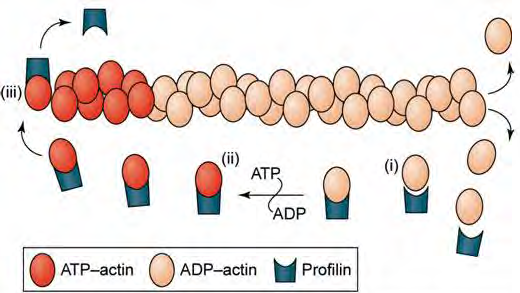 (iii)
(ii)
(i)
ATP
ADP
ATP–actin
ADP–actin
Profilin